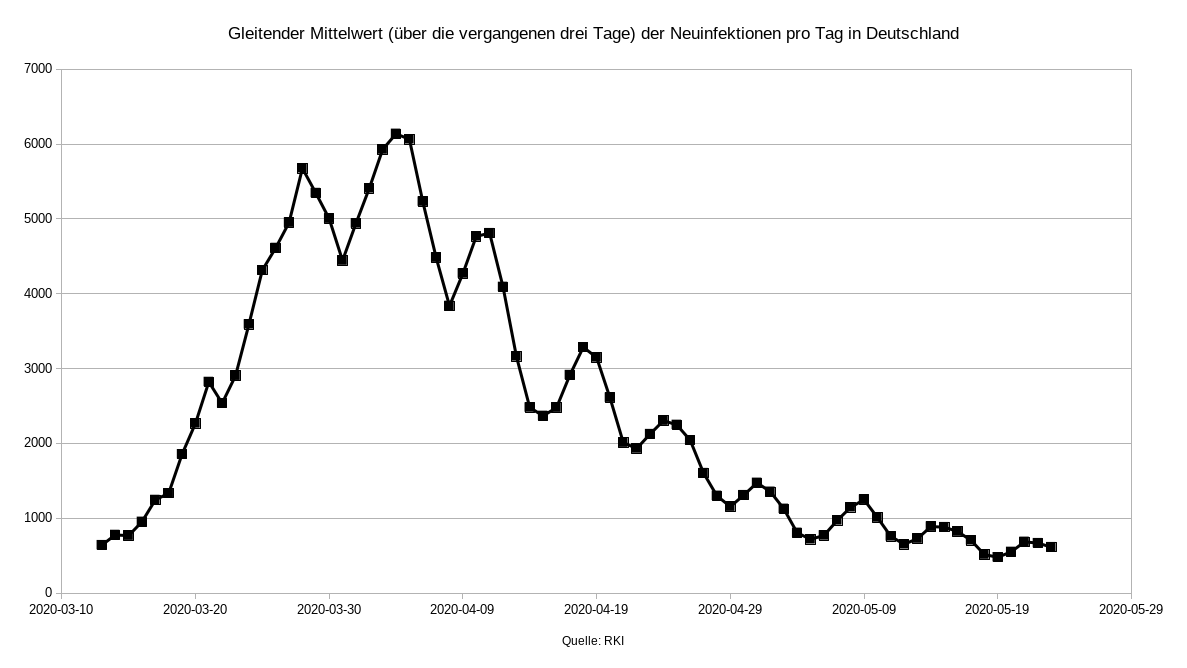 Gleitender Mittelwert (über die vergangenen drei Tage) der Neuinfektionen pro Tag in Deutschland
7000
6000
5000
4000
3000
2000
1000
0
2020-03-10 2020-03-20 2020-03-30 2020-04-09 2020-04-19 2020-04-29 2020-05-09 2020-05-19 2020-05-29
Quelle: RKI